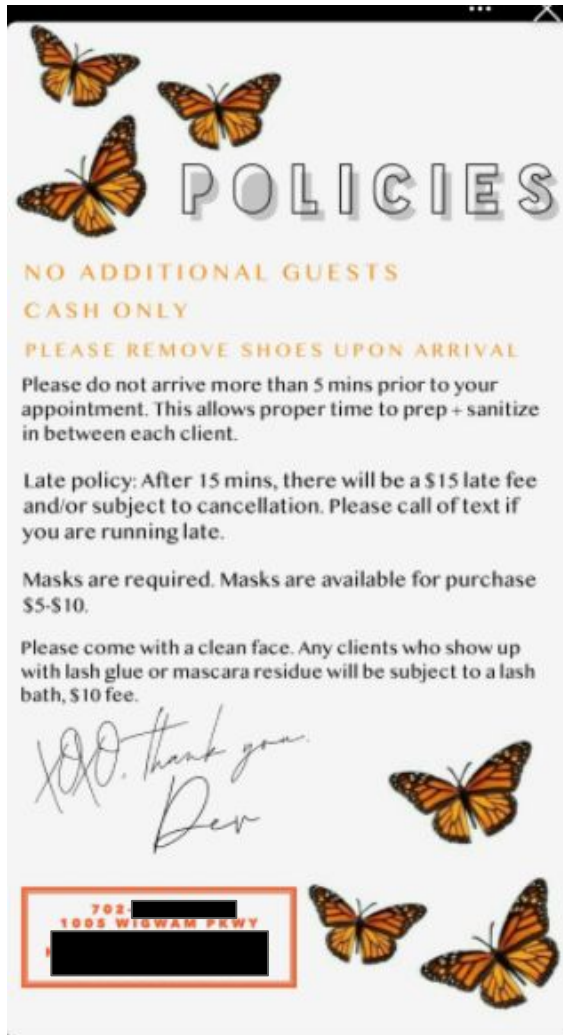 POLICIES
NO ADDITIONAL GUESTS
CASH ONLY
PLEASE REMOVE SHOES UPON ARRIVAL
Please do not arrive more than 5 mins prior to your
appointment. This allows proper time to prep + sanitize
in between each client.
Late policy: After 15 mins, there will be a $15 late fee
and/or subject to cancellation. Please call of text if
you are running late.
Masks are required. Masks are available for purchase
$5-$10.
Please come with a clean face. Any clients who show up
with lash glue or mascara residue will be subject to a lash
bath, $10 fee.
XOXO, thank you.
Dev
702-
1005 WIGWAM PKWY